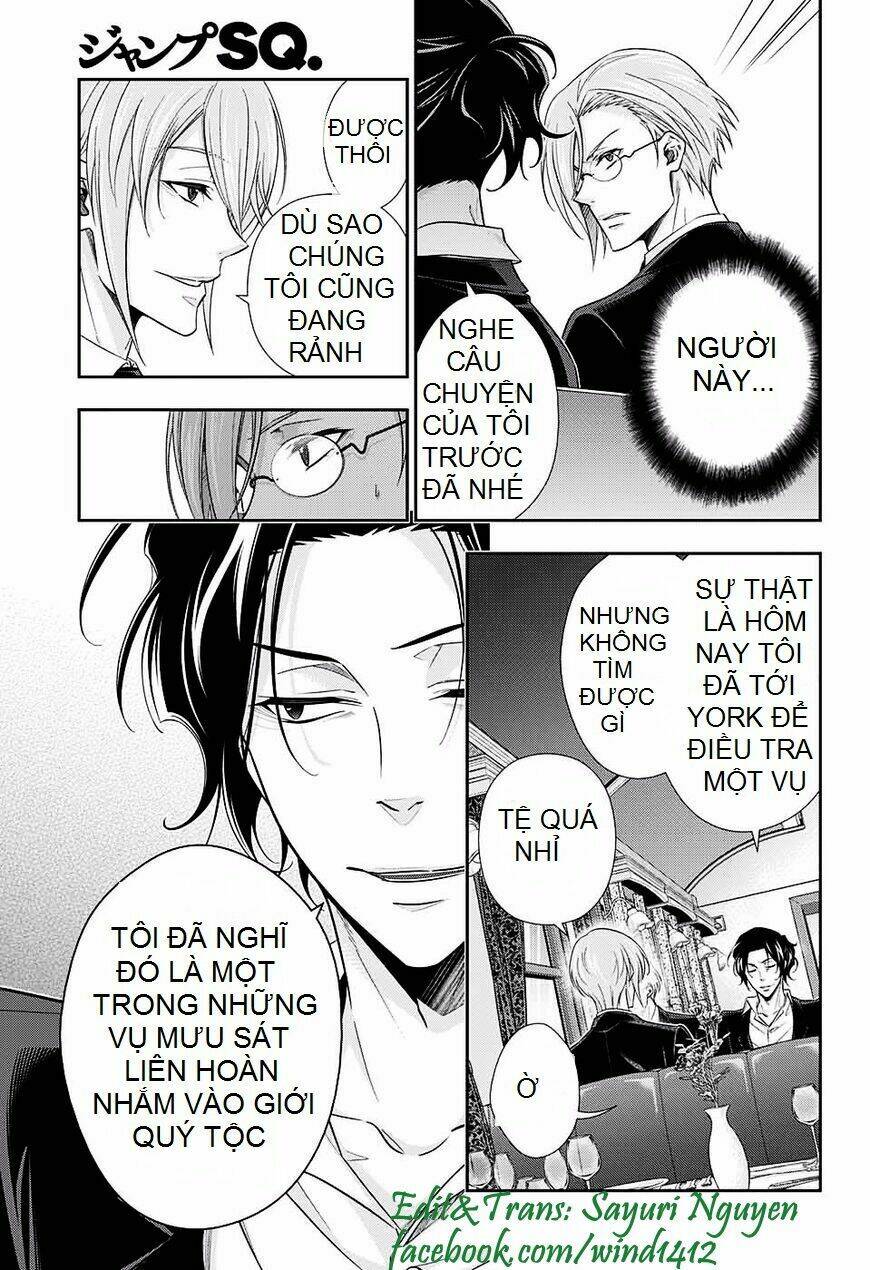 ジャンプSQ.
NGƯỜI
NÀY...
NGHE
CÂU
CHUYỆN
CỦA TÔI
TRƯỚC
ĐÃ NHÉ
ĐƯỢC
THÔI
DÙ SAO
CHÚNG
TÔI CŨNG
ĐANG
RẢNH
SỰ THẬT
LÀ HÔM
NAY TÔI
ĐÃ TỚI
YORK ĐỂ
ĐIỀU TRA
MỘT VỤ
NHƯNG
KHÔNG
TÌM
ĐƯỢC
GÌ
TỆ QUÁ
NHỈ
Ờ
TÔI ĐÃ NGHĨ
ĐÓ LÀ MỘT
TRONG NHỮNG
VỤ MƯU SÁT
LIÊN HOÀN
NHẮM VÀO GIỚI
QUÝ TỘC
Edit&Trans: Sayuri Nguyen
facebook.com/wind1412